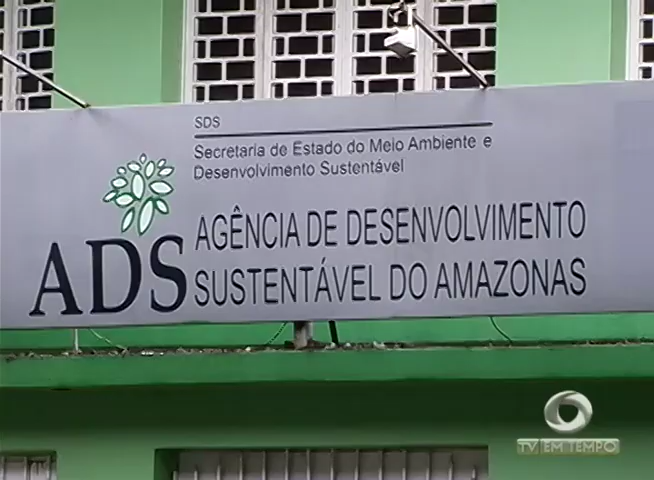 SDS
Secretaria de Estado do Meio Ambiente e
Desenvolvimento Sustentável
ADS
AGÊNCIA DE DESENVOLVIMENTO
SUSTENTÁVEL DO AMAZONAS
TV EM TEMPO